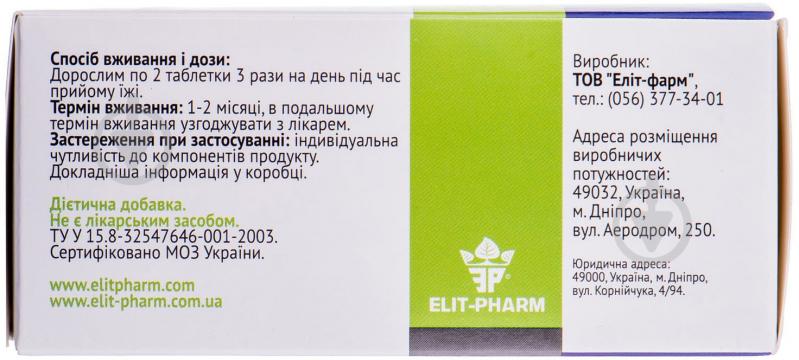 Спосіб вживання і дози:
Дорослим по 2 таблетки 3 рази на день під час
прийому їжі.
Термін вживання: 1-2 місяці, в подальшому
термін вживання узгоджувати з лікарем.
Застереження при застосуванні: індивідуальна
чутливість до компонентів продукту.
Докладніша інформація у коробці.
Дієтична добавка.
Не є лікарським засобом.
ТУ У 15.8-32547646-001-2003.
Сертифіковано МОЗ України.
www.elitpharm.com
www.elit-pharm.com.ua
ELIT-PHARM
Виробник:
ТОВ "Еліт-фарм",
тел.: (056) 377-34-01
Адреса розміщення
виробничих
потужностей:
49032, Україна,
м. Дніпро,
вул. Аеродром, 250.
Юридична адреса:
49000, Україна, м. Дніпро,
вул. Корнійчука, 4/94.